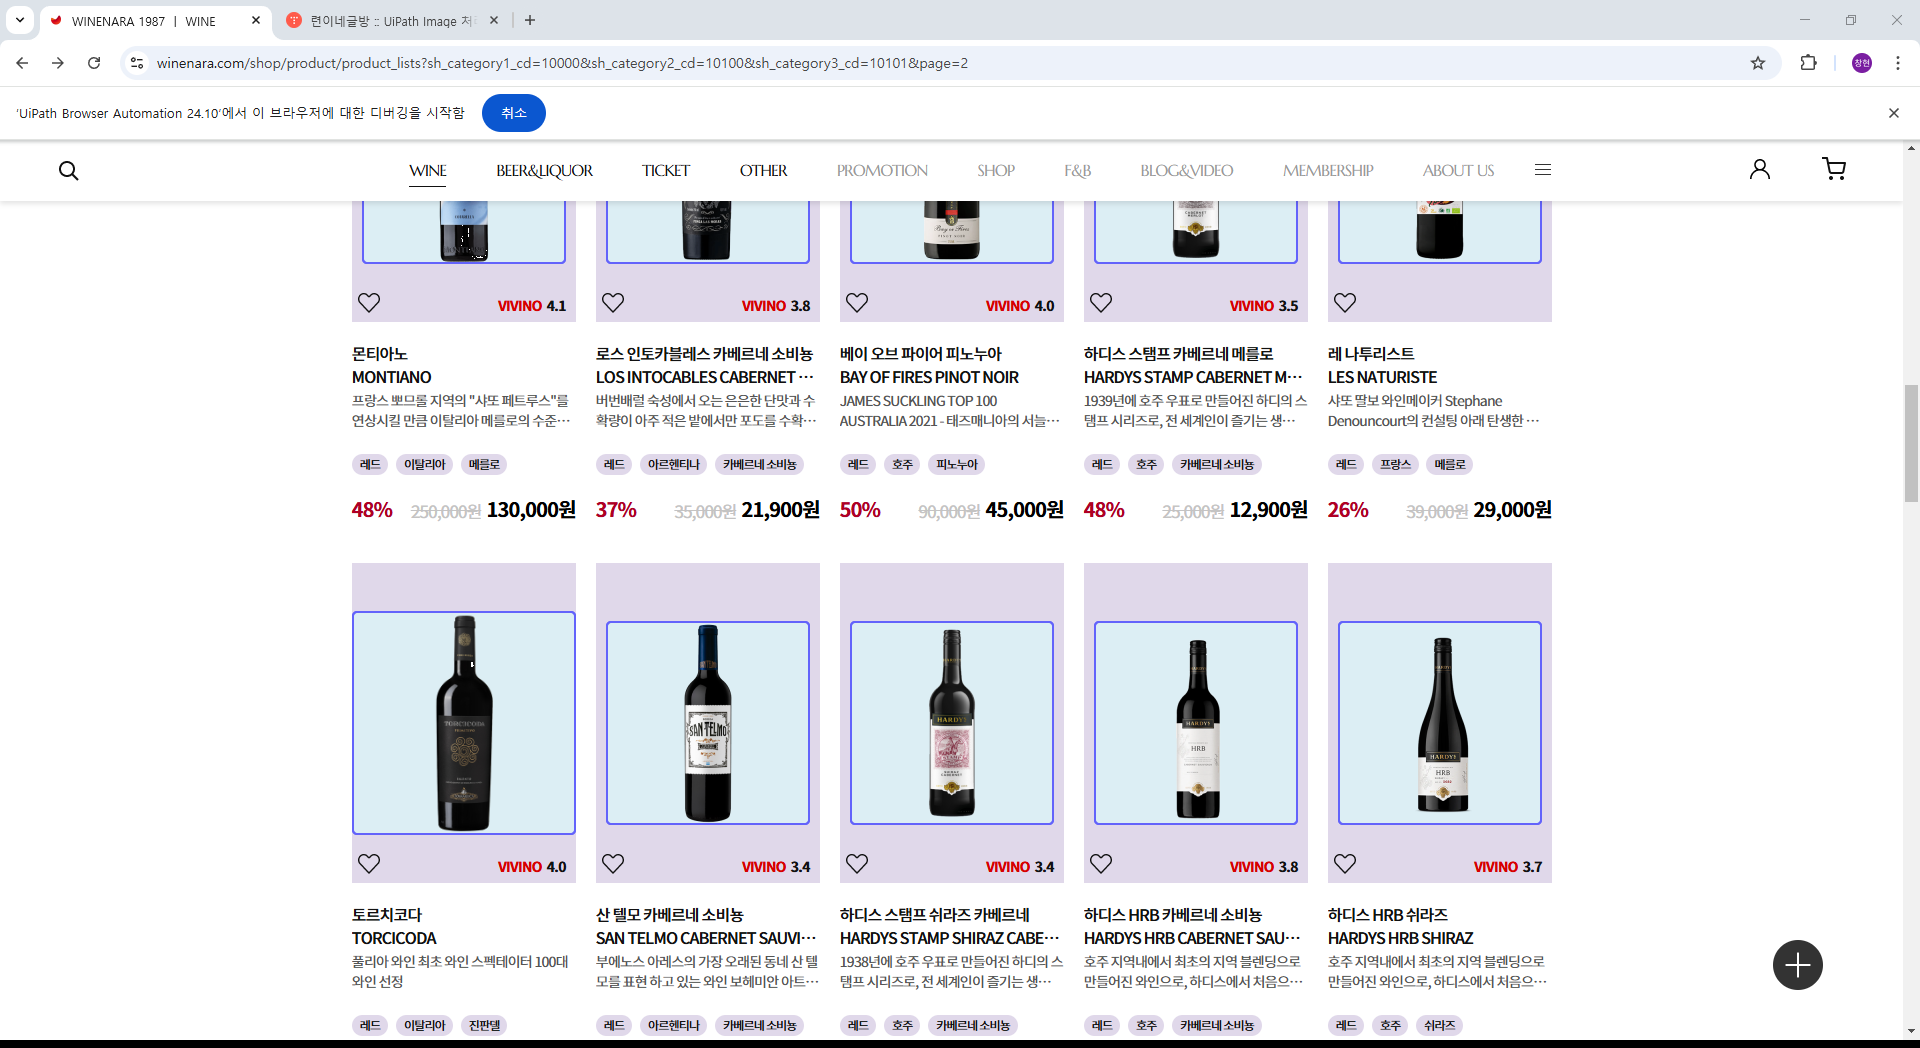 WINENARA 1987 ㅣ WINE
련이네글방 :: UiPath Image 처
winenara.com/shop/product/product_lists?sh_category1_cd=10000&sh_category2_cd=10100&sh_category3_cd=10101&page=2
창현
'UiPath Browser Automation 24.10'에서 이 브라우저에 대한 디버깅을 시작함
취소
WINE BEER&LIQUOR TICKET OTHER PROMOTION SHOP F&B BLOG&VIDEO MEMBERSHIP ABOUT US
Bay of Fires
PINOT NOIR
CABERNET
MERLOT
VIVINO 4.1
VIVINO 3.8
VIVINO 4.0
VIVINO 3.5
몬티아노
MONTIANO
프랑스 뽀므롤 지역의 "샤또 페트루스"를
연상시킬 만큼 이탈리아 메를로의 수준…
레드 이탈리아 메를로
48% 250,000원 130,000원
로스 인토카블레스 카베르네 소비뇽
LOS INTOCABLES CABERNET …
버번배럴 숙성에서 오는 은은한 단맛과 수
확량이 아주 적은 밭에서만 포도를 수확…
레드 아르헨티나 카베르네 소비뇽
37% 35,000원 21,900원
베이 오브 파이어 피노누아
BAY OF FIRES PINOT NOIR
JAMES SUCKLING TOP 100
AUSTRALIA 2021 - 태즈매니아의 서늘…
레드 호주 피노누아
50% 90,000원 45,000원
하디스 스탬프 카베르네 메를로
HARDYS STAMP CABERNET M…
1939년에 호주 우표로 만들어진 하디의 스
탬프 시리즈로, 전 세계인이 즐기는 생…
레드 호주 카베르네 소비뇽
48% 25,000원 12,900원
레 나투리스트
LES NATURISTE
샤또 딸보 와인메이커 Stephane
Denouncourt의 컨설팅 아래 탄생한 …
레드 프랑스 메를로
26% 39,000원 29,000원
TORCICODA
SAN TELMO
HARDYS
HARDYS
HRB
HARDYS
HRB
VIVINO 4.0
VIVINO 3.4
VIVINO 3.4
VIVINO 3.8
VIVINO 3.7
토르치코다
TORCICODA
풀리아 와인 최초 와인 스펙테이터 100대
와인 선정
레드 이탈리아 진판델
산 텔모 카베르네 소비뇽
SAN TELMO CABERNET SAUVI…
부에노스 아레스의 가장 오래된 동네 산 텔
모를 표현 하고 있는 와인 보헤미안 아트…
레드 아르헨티나 카베르네 소비뇽
하디스 스탬프 쉬라즈 카베르네
HARDYS STAMP SHIRAZ CABE…
1938년에 호주 우표로 만들어진 하디의 스
탬프 시리즈로, 전 세계인이 즐기는 생…
레드 호주 카베르네 소비뇽
하디스 HRB 카베르네 소비뇽
HARDYS HRB CABERNET SAU…
호주 지역내에서 최초의 지역 블렌딩으로
만들어진 와인으로, 하디스에서 처음으…
레드 호주 카베르네 소비뇽
하디스 HRB 쉬라즈
HARDYS HRB SHIRAZ
호주 지역내에서 최초의 지역 블렌딩으로
만들어진 와인으로, 하디스에서 처음으…
레드 호주 쉬라즈